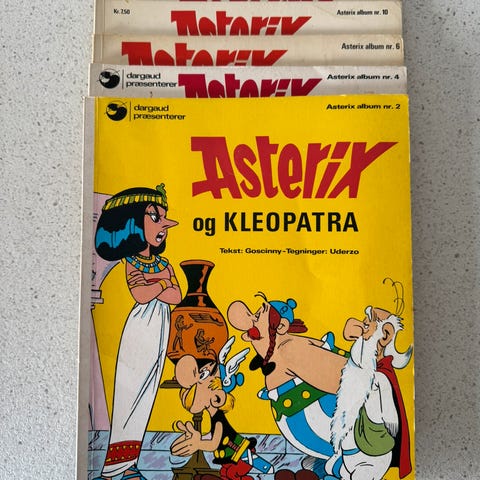 Kr. 7.50
Asterix album nr. 10
Asterix
Asterix album nr. 6
Asterix
dargaud
præsenterer
Asterix album nr. 4
Asterix
dargaud
præsenterer
Asterix album nr. 2
Asterix
og KLEOPATRA
Tekst: Goscinny-Tegninger: Uderzo